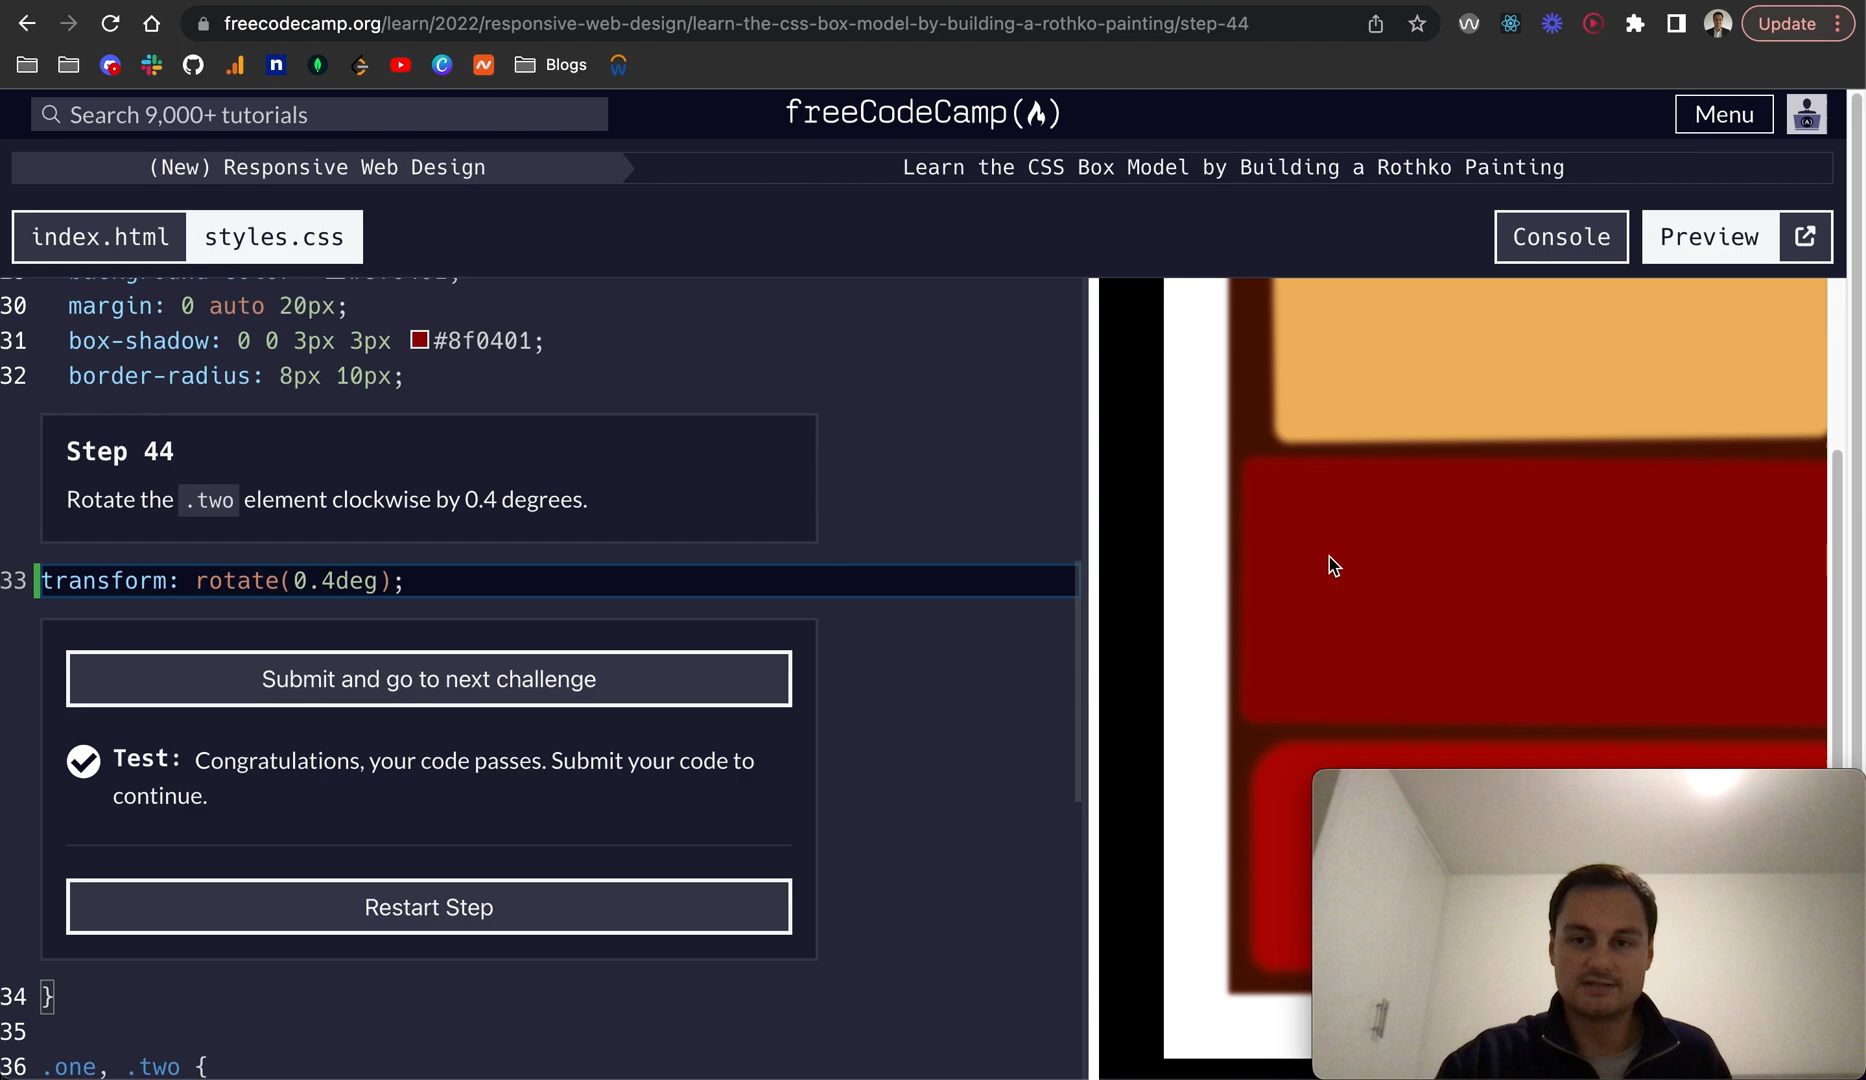 freecodecamp.org/learn/2022/responsive-web-design/learn-the-css-box-model-by-building-a-rothko-painting/step-44
Update
Blogs
Search 9,000+ tutorials
freeCodeCamp(🔥)
Menu
(New) Responsive Web Design
Learn the CSS Box Model by Building a Rothko Painting
index.html
styles.css
Console
Preview
30 margin: 0 auto 20px;
31 box-shadow: 0 0 3px 3px #8f0401;
32 border-radius: 8px 10px;
Step 44
Rotate the .two element clockwise by 0.4 degrees.
33 transform: rotate(0.4deg);
Submit and go to next challenge
Test: Congratulations, your code passes. Submit your code to
continue.
Restart Step
34 }
35
36 .one, .two {